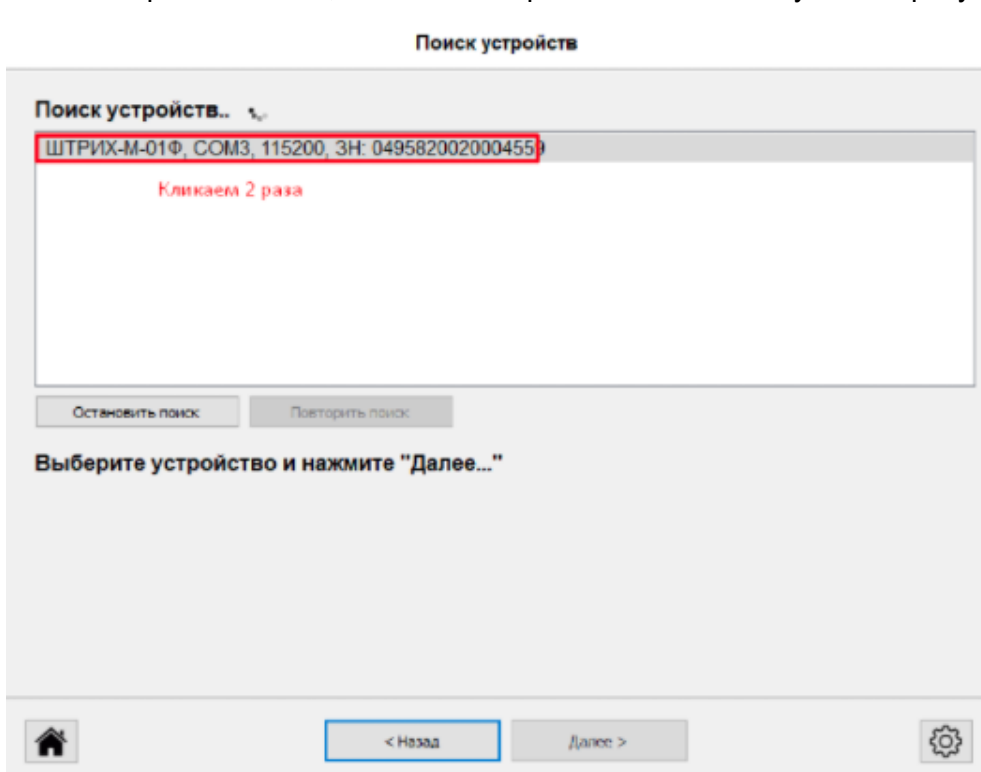 Поиск устройств
Поиск устройств..
ШТРИХ-М-01Ф, COM3, 115200, ЗН: 0495820020004559
Кликаем 2 раза
Остановить поиск Повторить поиск
Выберите устройство и нажмите "Далее..."
< Назад Далее >